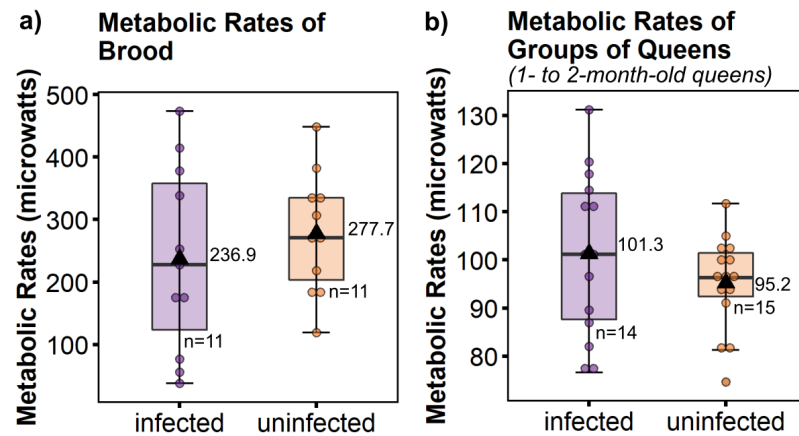 a)
Metabolic Rates of
Brood
Metabolic Rates (microwatts)
500
400
300
200
100
236.9
n=11
277.7
n=11
infected
uninfected
b)
Metabolic Rates of
Groups of Queens
(1- to 2-month-old queens)
Metabolic Rates (microwatts)
130
120
110
100
90
80
101.3
n=14
95.2
n=15
infected
uninfected